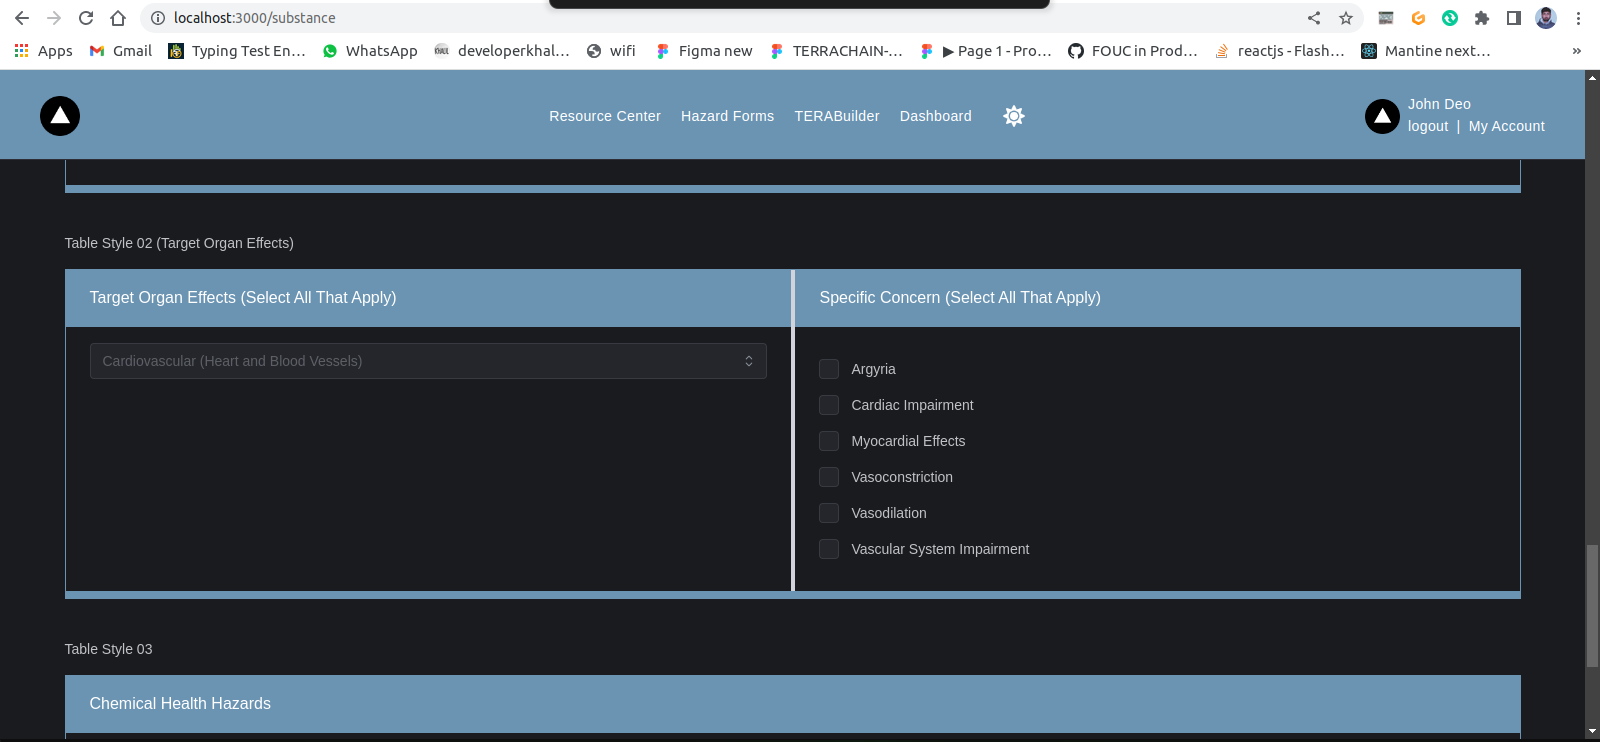 localhost:3000/substance
Apps Gmail Typing Test En... WhatsApp developerkhal... wifi Figma new TERRACHAIN-... ▶ Page 1 - Pro... FOUC in Prod... reactjs - Flash... Mantine next... »
Resource Center Hazard Forms TERABuilder Dashboard
John Deo
logout | My Account
Table Style 02 (Target Organ Effects)
Target Organ Effects (Select All That Apply)
Cardiovascular (Heart and Blood Vessels)
Specific Concern (Select All That Apply)
Argyria
Cardiac Impairment
Myocardial Effects
Vasoconstriction
Vasodilation
Vascular System Impairment
Table Style 03
Chemical Health Hazards